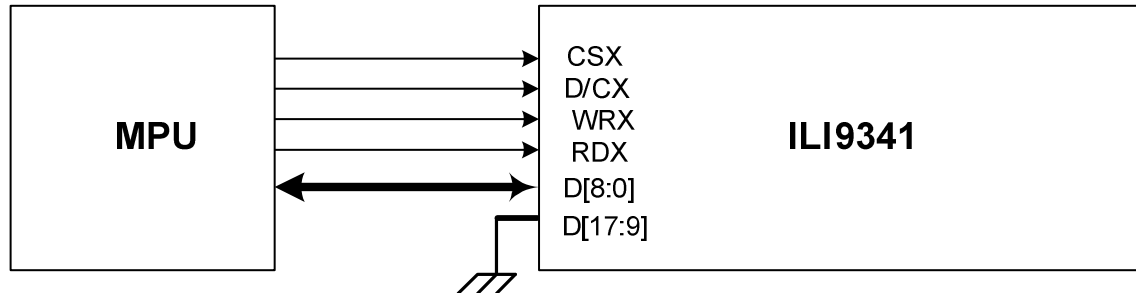 MPU
CSX
D/CX
WRX
RDX
D[8:0]
D[17:9]
ILI9341